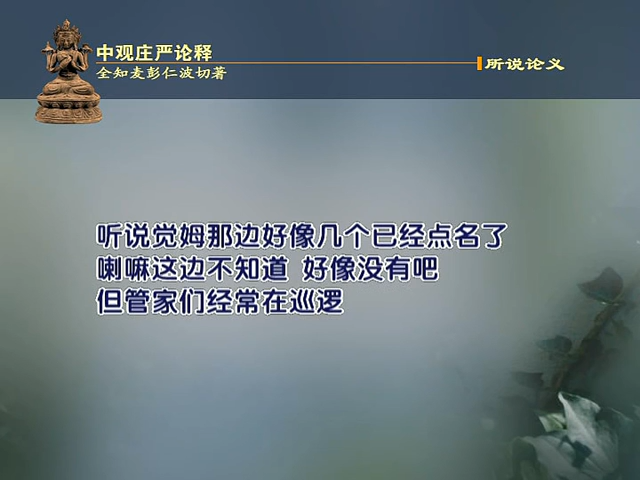 中观庄严论释
全知麦彭仁波切著
所说论义
听说觉姆那边好像几个已经点名了
喇嘛这边不知道 好像没有吧
但管家们经常在巡逻